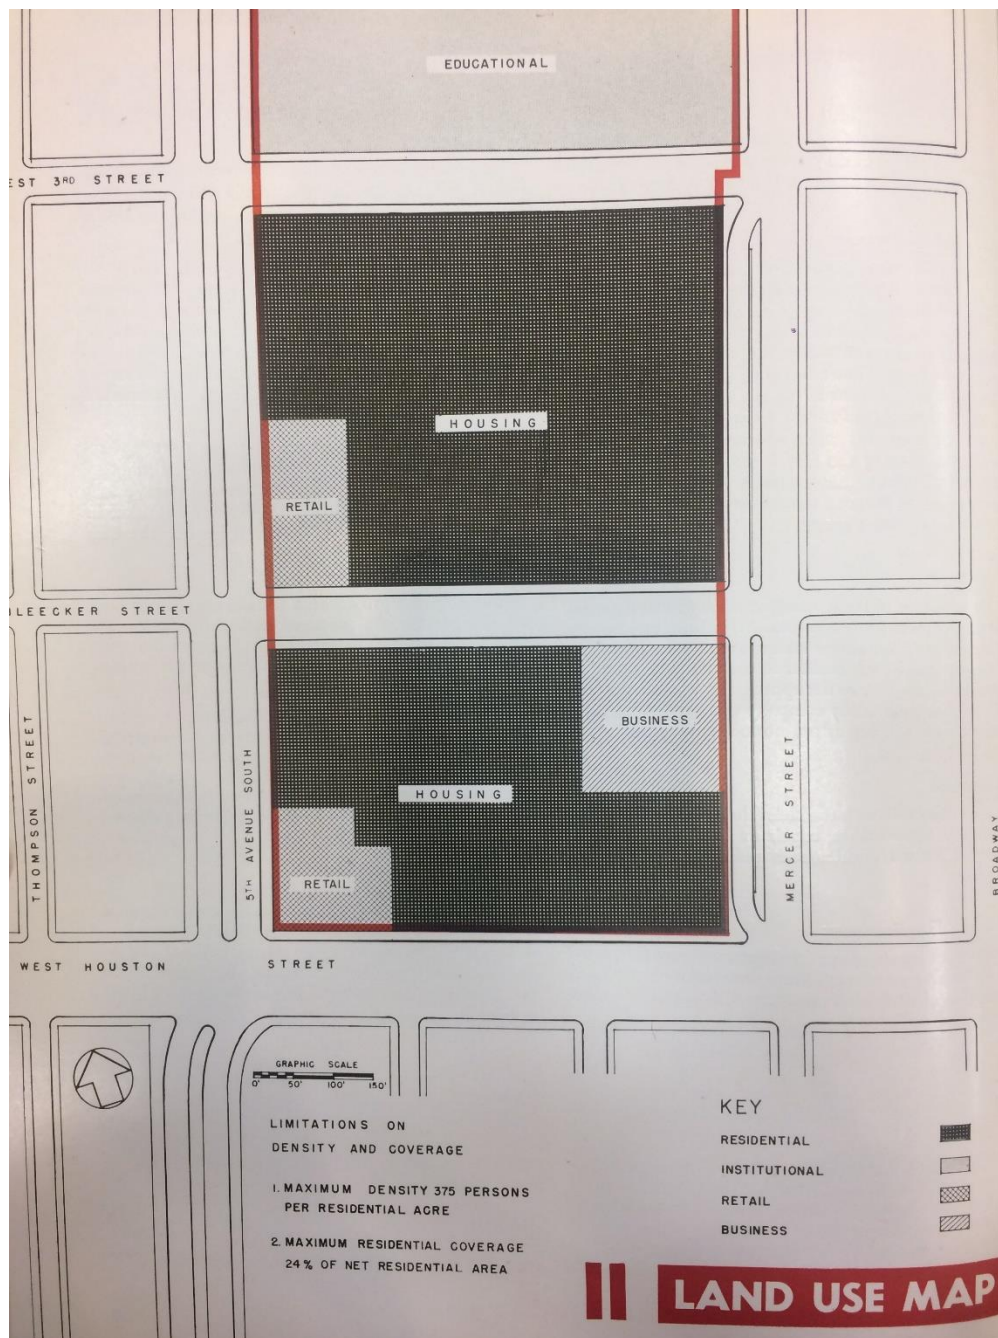 EDUCATIONAL
EST 3RD STREET
HOUSING
RETAIL
LEECKER STREET
BUSINESS
THOMPSON STREET
5TH AVENUE SOUTH
HOUSING
MERCER STREET
BROADWAY
RETAIL
WEST HOUSTON STREET
GRAPHIC SCALE
0' 50' 100' 150'
LIMITATIONS ON
DENSITY AND COVERAGE
1. MAXIMUM DENSITY 375 PERSONS
PER RESIDENTIAL ACRE
2. MAXIMUM RESIDENTIAL COVERAGE
24% OF NET RESIDENTIAL AREA
KEY
RESIDENTIAL
INSTITUTIONAL
RETAIL
BUSINESS
II LAND USE MAP